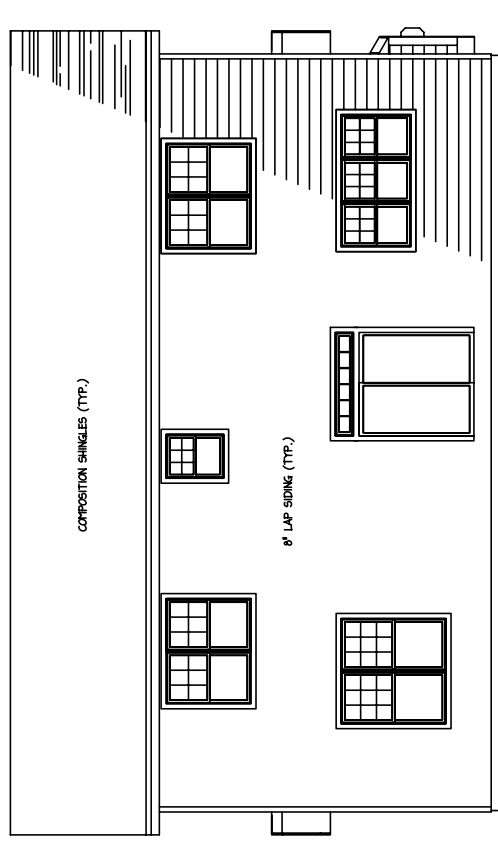 COMPOSITION SHINGLES (TYP.)
8" LAP SIDING (TYP.)